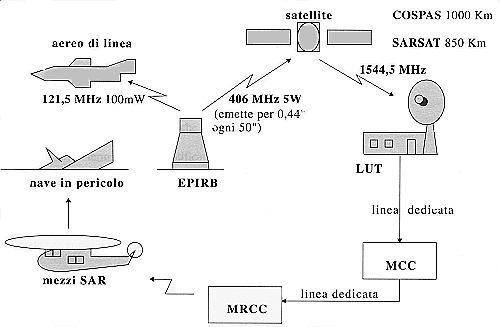 satellite
COSPAS 1000 Km
SARSAT 850 Km
aereo di linea
1544,5 MHz
121,5 MHz 100mW
406 MHz 5W
(emette per 0,44"
ogni 50")
nave in pericolo
EPIRB
LUT
linea dedicata
MCC
mezzi SAR
linea dedicata
MRCC